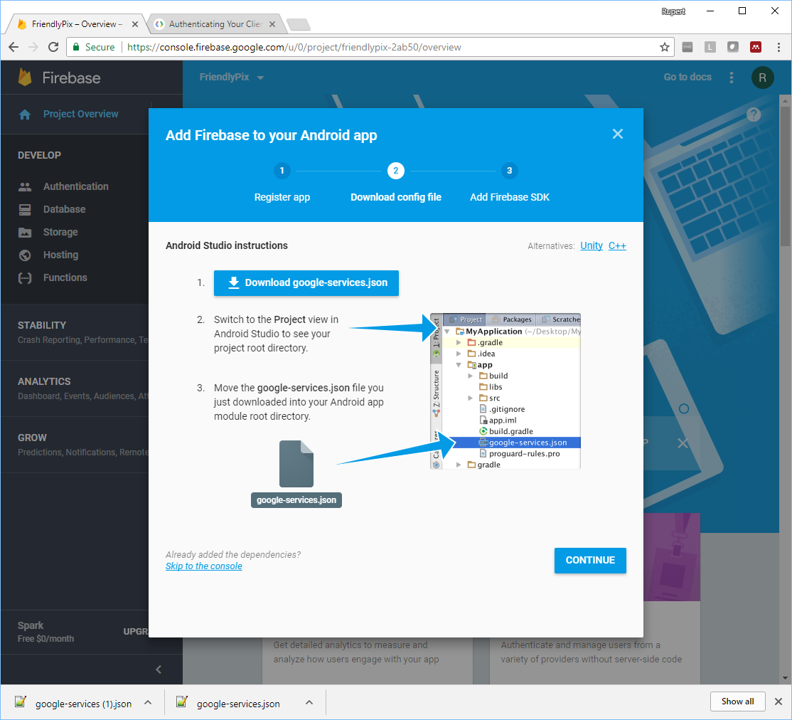 Rupert
FriendlyPix – Overview –
Authenticating Your Clie
Secure
https://console.firebase.google.com/u/0/project/friendlypix-2ab50/overview
Firebase
FriendlyPix
Go to docs
R
Project Overview
?
DEVELOP
Authentication
Database
Storage
Hosting
Functions
STABILITY
Crash Reporting, Performance, Te
ANALYTICS
Dashboard, Events, Audiences, Att
GROW
Predictions, Notifications, Remote
Spark
Free $0/month
UPGR
Add Firebase to your Android app
1
2
3
Register app
Download config file
Add Firebase SDK
Android Studio instructions
Alternatives: Unity C++
1. Download google-services.json
2. Switch to the Project view in
Android Studio to see your
project root directory.
3. Move the google-services.json file you
just downloaded into your Android app
module root directory.
google-services.json
Project Packages Scratche
1: Project
Z: Structure
MyApplication (~/Desktop/My
.gradle
.idea
app
build
libs
src
.gitignore
app.iml
build.gradle
google-services.json
proguard-rules.pro
gradle
Already added the dependencies?
Skip to the console
CONTINUE
P
Get detailed analytics to measure and
analyze how users engage with your app
Authenticate and manage users from a
variety of providers without server-side code
google-services (1).json
google-services.json
Show all